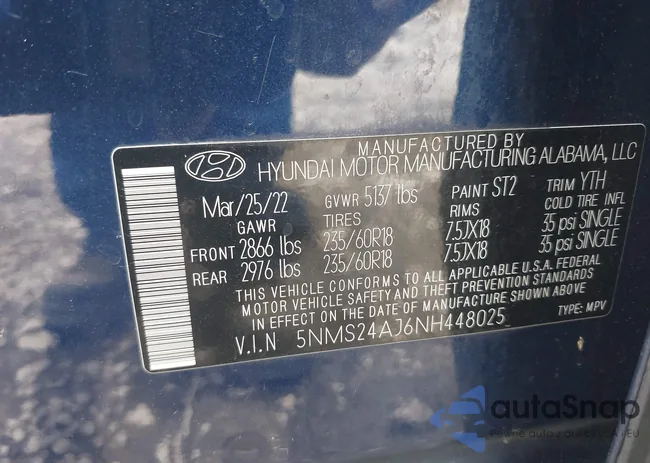 MANUFACTURED BY
HYUNDAI MOTOR MANUFACTURING ALABAMA, LLC
Mar/25/22 GVWR 5137 lbs PAINT ST2 TRIM YTH
GAWR TIRES RIMS COLD TIRE INFL
FRONT 2866 lbs 235/60R18 7.5JX18 35 psi SINGLE
REAR 2976 lbs 235/60R18 7.5JX18 35 psi SINGLE
THIS VEHICLE CONFORMS TO ALL APPLICABLE U.S.A. FEDERAL
MOTOR VEHICLE SAFETY AND THEFT PREVENTION STANDARDS
IN EFFECT ON THE DATE OF MANUFACTURE SHOWN ABOVE
V.I.N 5NMS24AJ6NH448025 TYPE: MPV
autoSnap